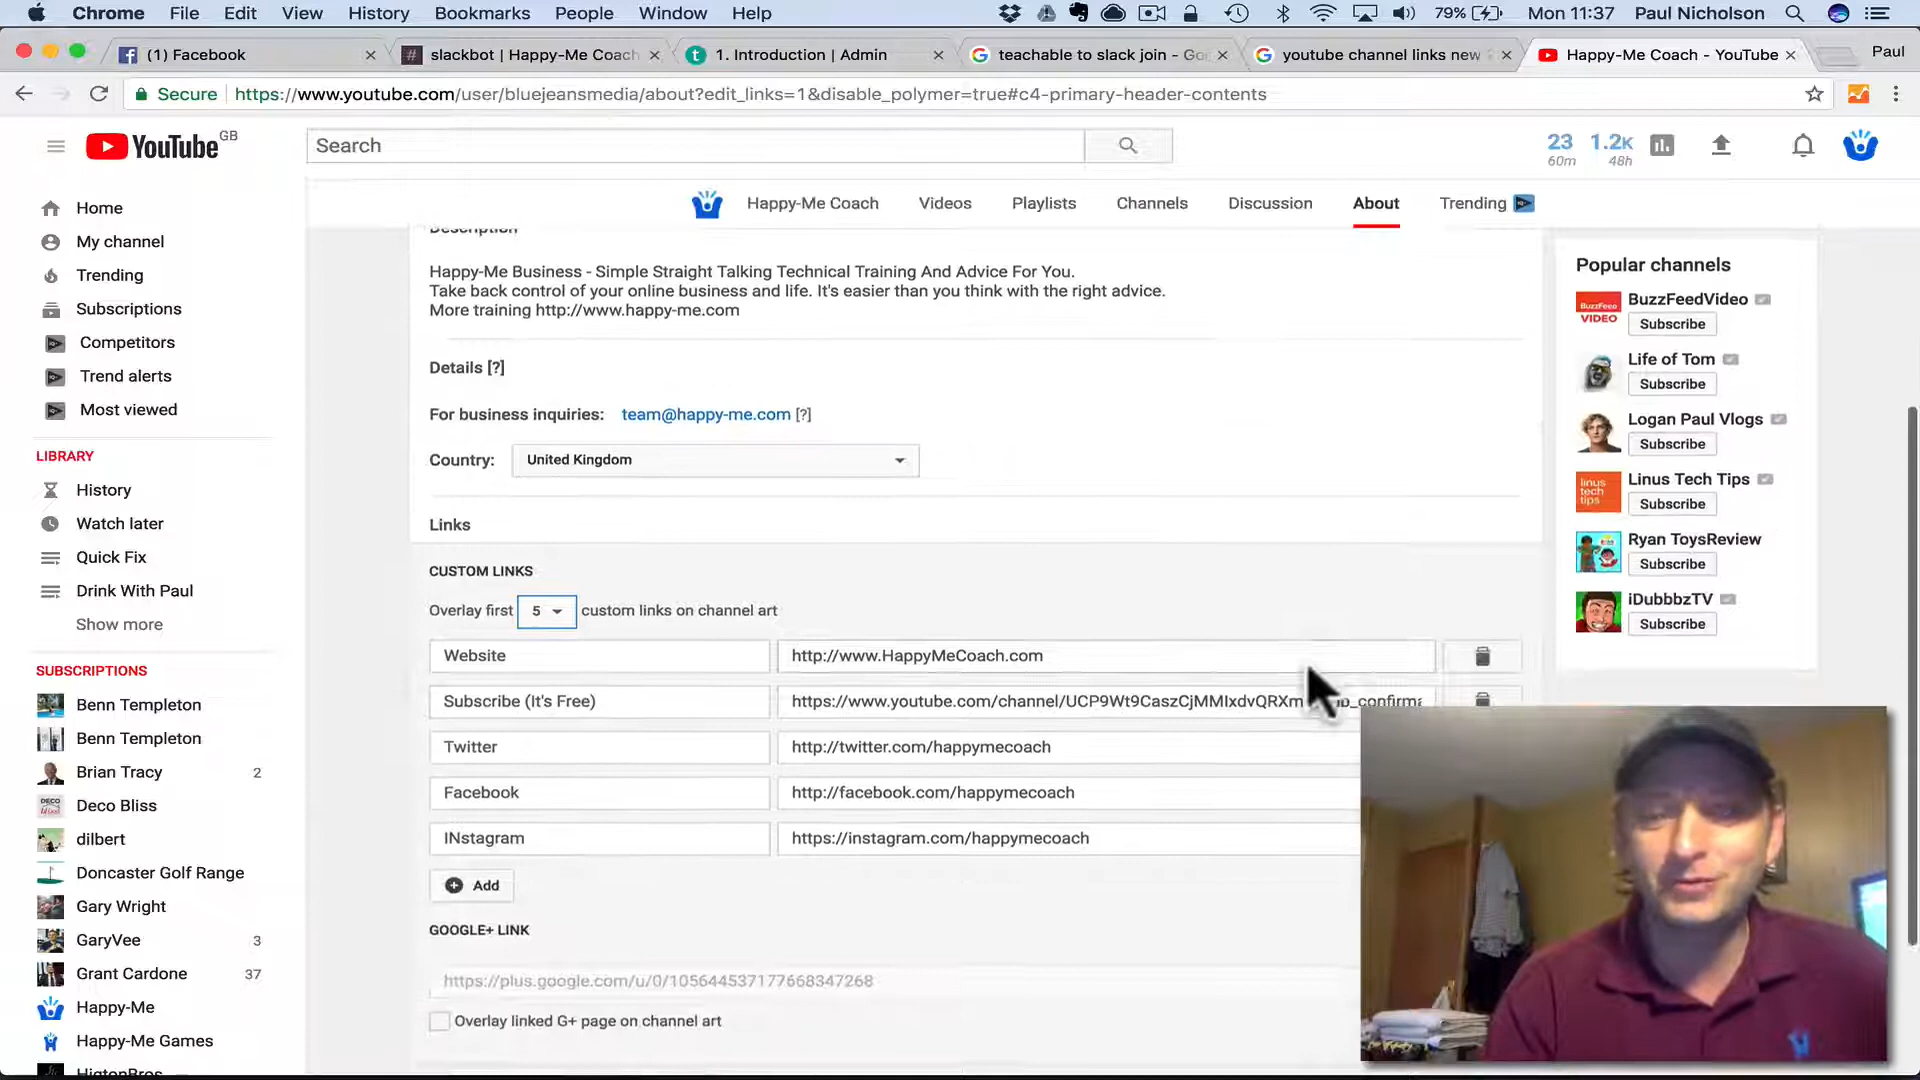 Chrome File Edit View History Bookmarks People Window Help 79% Mon 11:37 Paul Nicholson
(1) Facebook
slackbot | Happy-Me Coach
1. Introduction | Admin
teachable to slack join - Go
youtube channel links new
Happy-Me Coach - YouTube
Paul
Secure https://www.youtube.com/user/bluejeansmedia/about?edit_links=1&disable_polymer=true#c4-primary-header-contents
YouTube GB
Search
23 60m
1.2K 48h
Happy-Me Coach Videos Playlists Channels Discussion About Trending
Home
My channel
Trending
Subscriptions
Competitors
Trend alerts
Most viewed
LIBRARY
History
Watch later
Quick Fix
Drink With Paul
Show more
SUBSCRIPTIONS
Benn Templeton
Benn Templeton
Brian Tracy 2
Deco Bliss
dilbert
Doncaster Golf Range
Gary Wright
GaryVee 3
Grant Cardone 37
Happy-Me
Happy-Me Games
HigtonBros
Description
Happy-Me Business - Simple Straight Talking Technical Training And Advice For You.
Take back control of your online business and life. It's easier than you think with the right advice.
More training http://www.happy-me.com
Details [?]
For business inquiries: team@happy-me.com [?]
Country: United Kingdom
Links
CUSTOM LINKS
Overlay first 5 custom links on channel art
Website http://www.HappyMeCoach.com
Subscribe (It's Free) https://www.youtube.com/channel/UCP9Wt9CaszCjMMIxdvQRXm
Twitter http://twitter.com/happymecoach
Facebook http://facebook.com/happymecoach
INstagram https://instagram.com/happymecoach
Add
GOOGLE+ LINK
https://plus.google.com/u/0/105644537177668347268
Overlay linked G+ page on channel art
Popular channels
BuzzFeed VIDEO
BuzzFeedVideo
Subscribe
Life of Tom
Subscribe
Logan Paul Vlogs
Subscribe
linus tech tips
Linus Tech Tips
Subscribe
Ryan ToysReview
Subscribe
iDubbbzTV
Subscribe